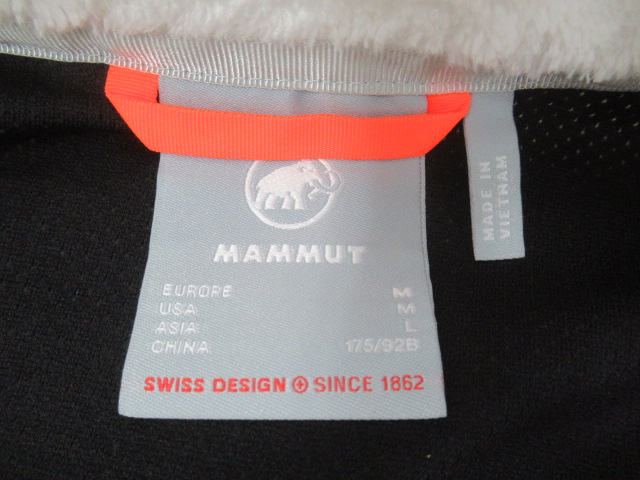 MAMMUT
EUROPE M
USA M
ASIA L
CHINA 175/92B
SWISS DESIGN SINCE 1862
MADE IN
VIETNAM